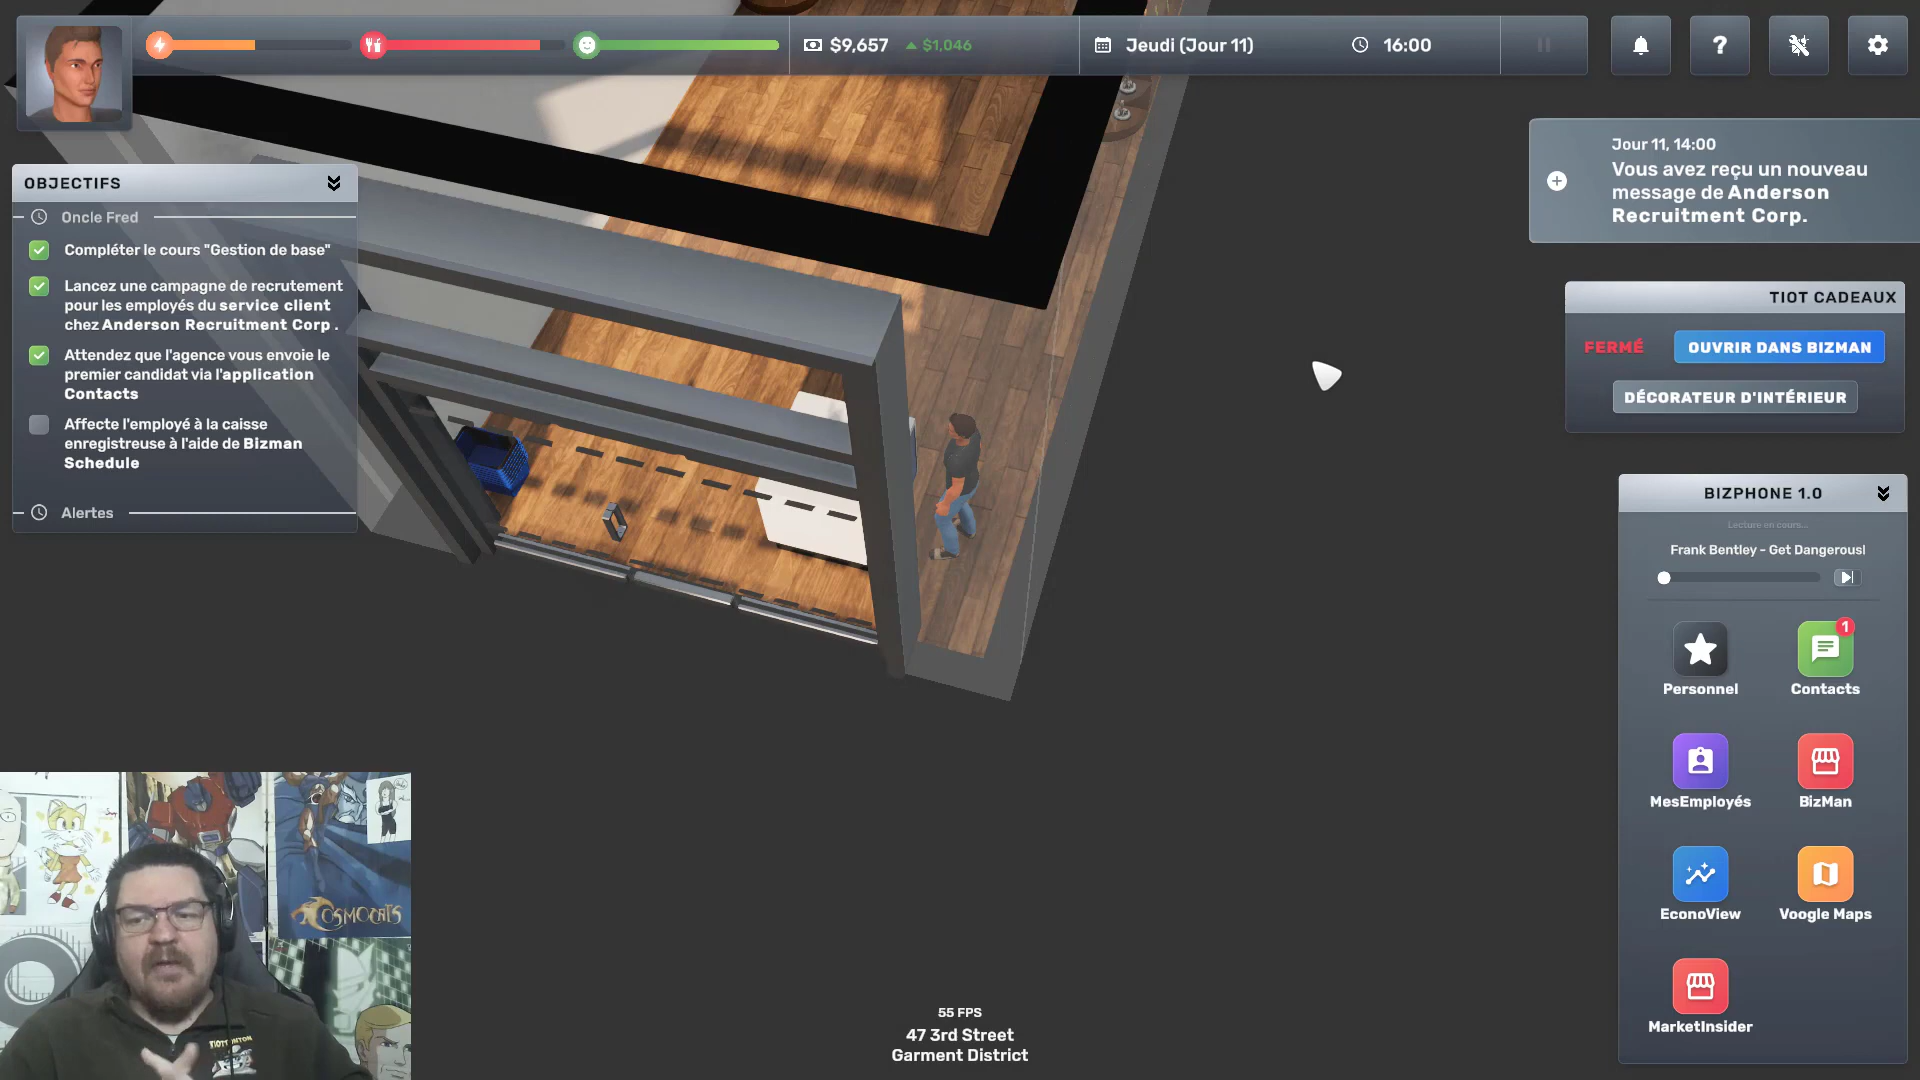 $9,657
$1,046
Jeudi (Jour 11)
16:00
?
OBJECTIFS
Oncle Fred
Compléter le cours "Gestion de base"
Lancez une campagne de recrutement
pour les employés du service client
chez Anderson Recruitment Corp .
Attendez que l'agence vous envoie le
premier candidat via l'application
Contacts
Affecte l'employé à la caisse
enregistreuse à l'aide de Bizman
Schedule
Alertes
Jour 11, 14:00
Vous avez reçu un nouveau
message de Anderson
Recruitment Corp.
TIOT CADEAUX
FERMÉ
OUVRIR DANS BIZMAN
DÉCORATEUR D'INTÉRIEUR
BIZPHONE 1.0
Lecture en cours...
Frank Bentley - Get Dangerous!
1
Personnel
Contacts
MesEmployés
BizMan
EconoView
Voogle Maps
MarketInsider
COSMOCATS
55 FPS
47 3rd Street
Garment District